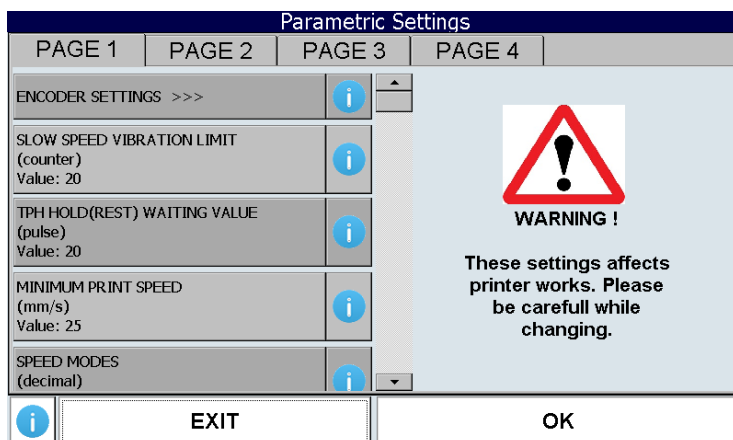 Parametric Settings
PAGE 1
PAGE 2
PAGE 3
PAGE 4
ENCODER SETTINGS >>>
SLOW SPEED VIBRATION LIMIT
(counter)
Value: 20
TPH HOLD(REST) WAITING VALUE
(pulse)
Value: 20
MINIMUM PRINT SPEED
(mm/s)
Value: 25
SPEED MODES
(decimal)
WARNING !
These settings affects
printer works. Please
be carefull while
changing.
EXIT
OK